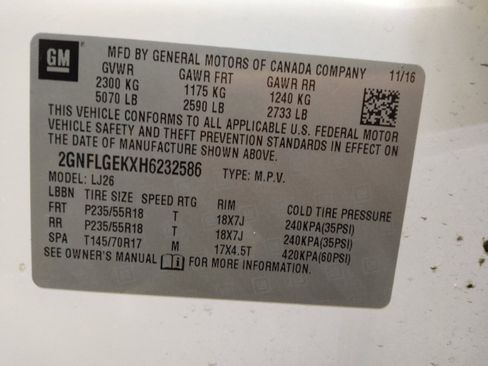 GM MFD BY GENERAL MOTORS OF CANADA COMPANY 11/16
GVWR GAWR FRT GAWR RR
2300 KG 1175 KG 1240 KG
5070 LB 2590 LB 2733 LB
THIS VEHICLE CONFORMS TO ALL APPLICABLE U.S. FEDERAL MOTOR
VEHICLE SAFETY AND THEFT PREVENTION STANDARDS IN EFFECT ON
THE DATE OF MANUFACTURE SHOWN ABOVE.
2GNFLGEKXH6232586 TYPE: M.P.V.
MODEL: LJ26
LBBN TIRE SIZE SPEED RTG RIM COLD TIRE PRESSURE
FRT P235/55R18 T 18X7J 240KPA(35PSI)
RR P235/55R18 T 18X7J 240KPA(35PSI)
SPA T145/70R17 M 17X4.5T 420KPA(60PSI)
SEE OWNER'S MANUAL FOR MORE INFORMATION.